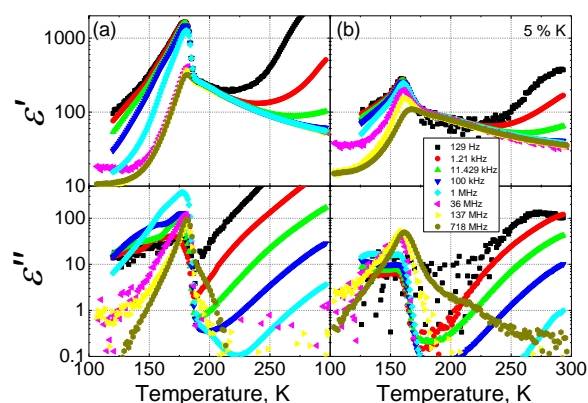 (a)
(b)
5 % K
1000
100
10
ε'
129 Hz
1.21 kHz
11.429 kHz
100 kHz
1 MHz
36 MHz
137 MHz
718 MHz
100
10
1
0.1
ε''
100 150 200 250 100 150 200 250 300
Temperature, K Temperature, K